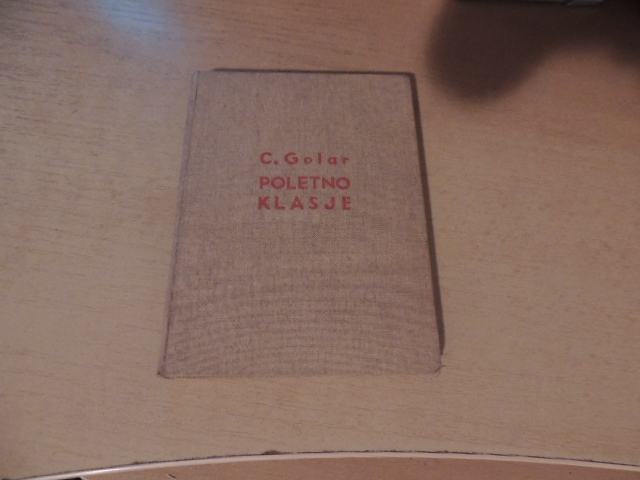 C. Golar
POLETNO
KLASJE